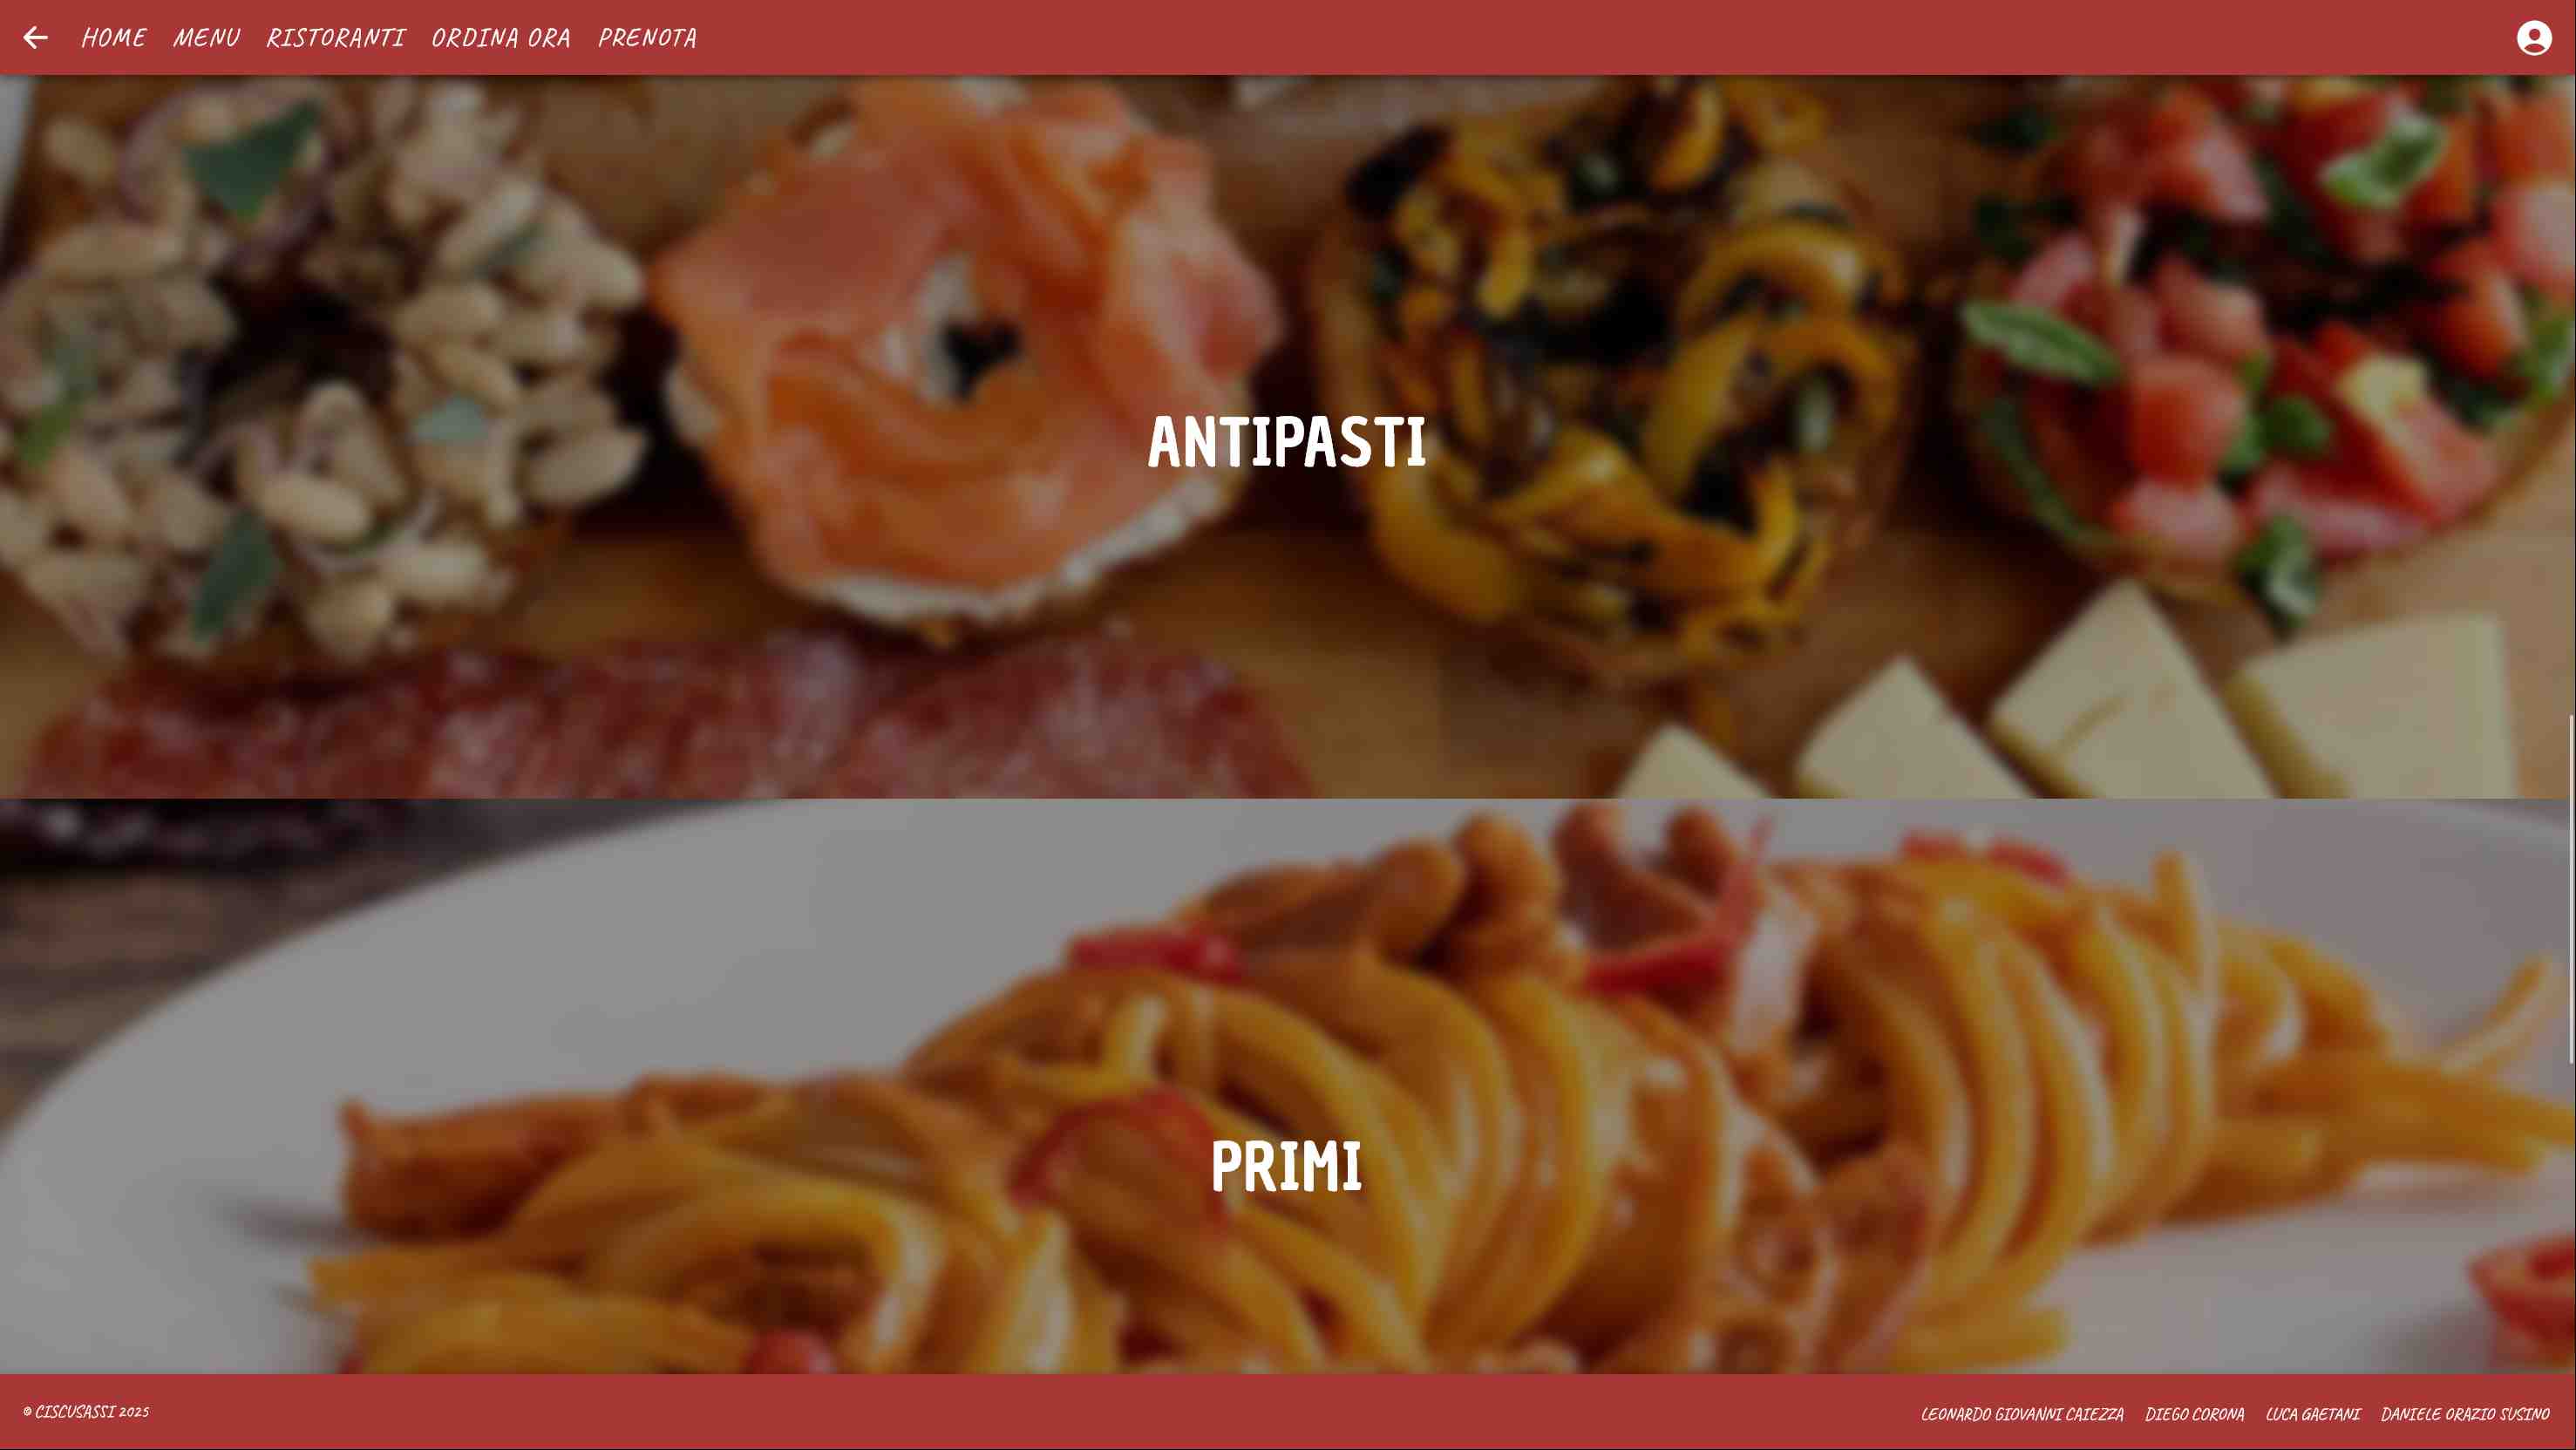 HOME MENU RISTORANTI ORDINA ORA PRENOTA
ANTIPASTI
PRIMI
© CISCUSASSI 2025
LEONARDO GIOVANNI CAIEZZA DIEGO CORONA LUCA GAETANI DANIELE ORAZIO SUSINO